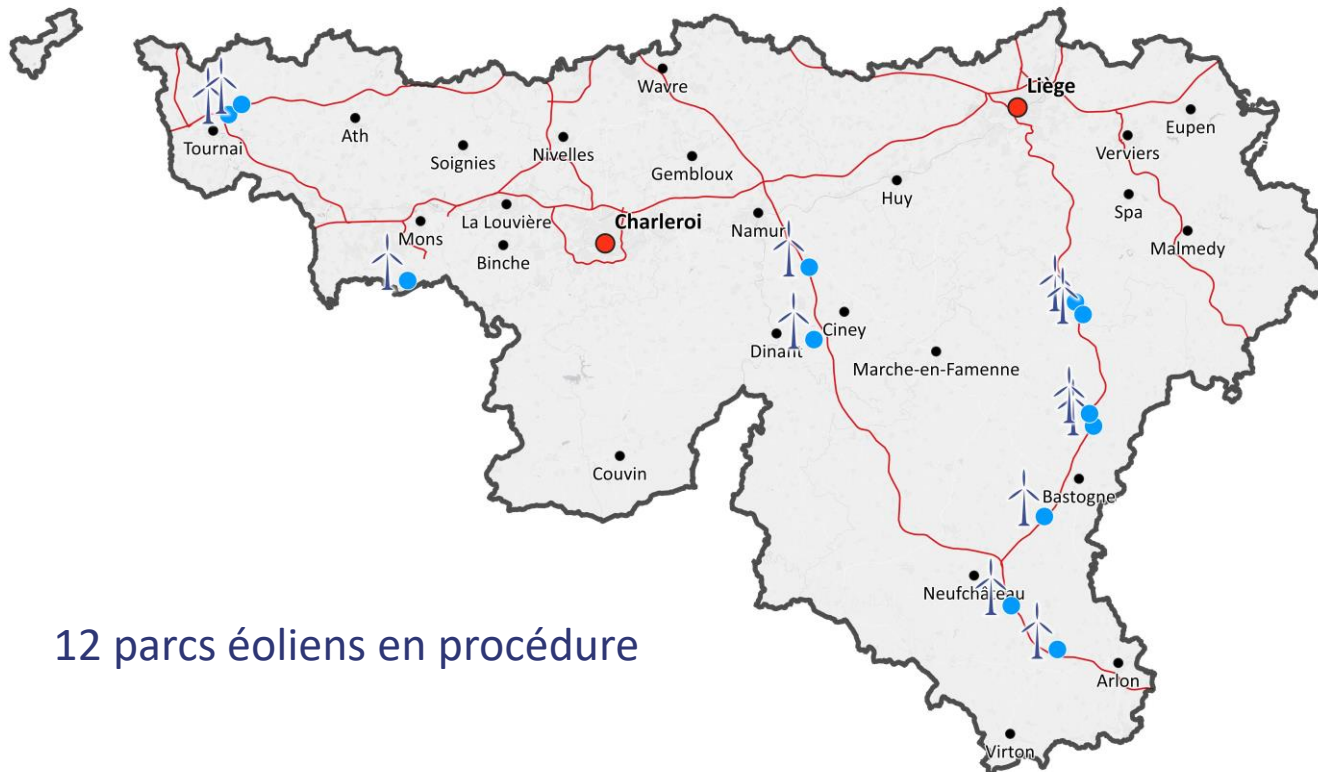 Wavre
Liège
Eupen
Ath
Tournai
Soignies
Nivelles
Verviers
Gembloux
Huy
Spa
La Louvière
Charleroi
Namur
Mons
Malmedy
Binche
Ciney
Dinant
Marche-en-Famenne
Couvin
Bastogne
Neufchâteau
12 parcs éoliens en procédure
Arlon
Virton